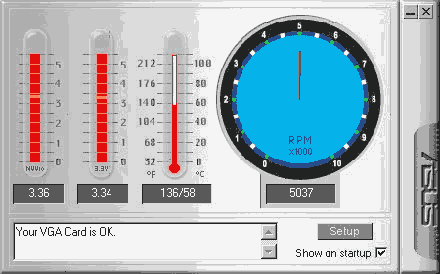 5 5 212 100
4 4 176 80
3 3 140 60
2 2 104 40
1 1 68 20
0 0 32 0
3.3V
°F °C
3.36 3.34 136/58
0 1 2 3 4 5 6 7 8 9 10
RPM
X1000
5037
Your VGA Card is OK.
Setup
Show on startup
ASUS